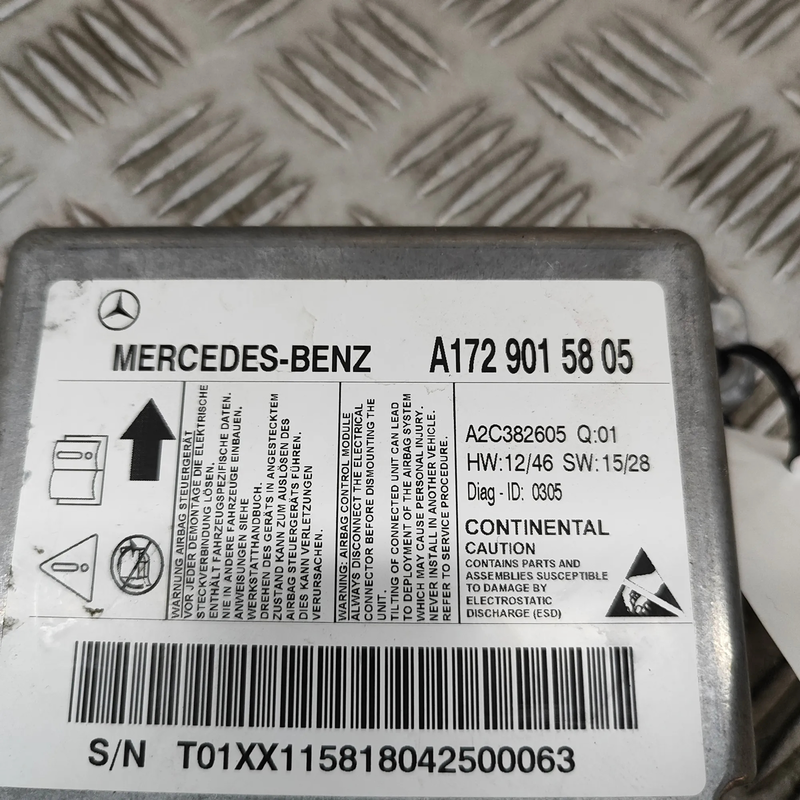 MERCEDES-BENZ A172 901 58 05
WARNUNG AIRBAG STEUERGERÄT
VOR JEDER DEMONTAGE DIE ELEKTRISCHE
STECKVERBINDUNG LÖSEN.
ENTHÄLT FAHRZEUGSPEZIFISCHE DATEN.
NIE IN ANDERE FAHRZEUGE EINBAUEN.
ANWEISUNGEN SIEHE
WERKSTATTHANDBUCH.
DREHEN DES GERÄTS IN ANGESTECKTEM
ZUSTAND KANN ZUM AUSLÖSEN DES
AIRBAG STEUERGERÄTS FÜHREN.
DIES KANN VERLETZUNGEN
VERURSACHEN.
WARNING: AIRBAG CONTROL MODULE
ALWAYS DISCONNECT THE ELECTRICAL
CONNECTOR BEFORE DISMOUNTING THE
UNIT.
TILTING OF CONNECTED UNIT CAN LEAD
TO DEPLOYMENT OF THE AIRBAG SYSTEM
WHICH MAY CAUSE PERSONAL INJURY.
NEVER INSTALL IN ANOTHER VEHICLE.
REFER TO SERVICE PROCEDURE.
A2C382605 Q:01
HW:12/46 SW:15/28
Diag - ID: 0305
CONTINENTAL
CAUTION
CONTAINS PARTS AND
ASSEMBLIES SUSCEPTIBLE
TO DAMAGE BY
ELECTROSTATIC
DISCHARGE (ESD)
S/N T01XX115818042500063